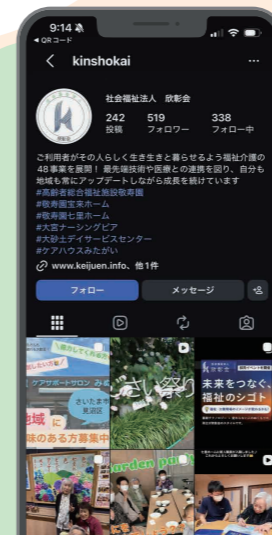 9:14
QRコード
kinshokai
社会福祉法人 欣彰会
242 519 338
投稿 フォロワー フォロー中
ご利用者がその人らしく生き生きと暮らせるよう福祉介護の
48事業を展開！ 最先端技術や医療との連携を図り、自分も
地域も常にアップデートしながら成長を続けています
#高齢者総合福祉施設敬寿園
#敬寿園宝来ホーム
#敬寿園七里ホーム
#大宮ナーシングピア
#大砂土デイサービスセンター
#ケアハウスみたがい
www.keijuen.info、他1件
フォロー メッセージ
ケアサポートサロン
さいたま市
見沼区
地域 に
味のある方募集中
さい祭り
未来をつなぐ、
福祉のシゴト
arden pa